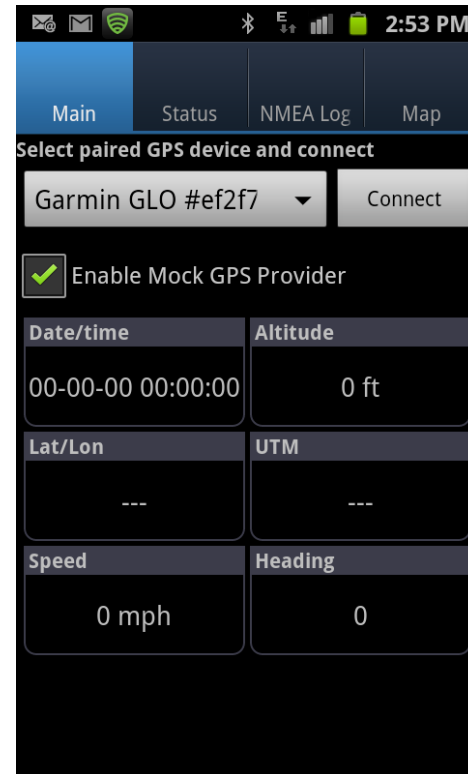 E 2:53 PM
Main Status NMEA Log Map
Select paired GPS device and connect
Garmin GLO #ef2f7 Connect
Enable Mock GPS Provider
Date/time Altitude
00-00-00 00:00:00 0 ft
Lat/Lon UTM
--- ---
Speed Heading
0 mph 0